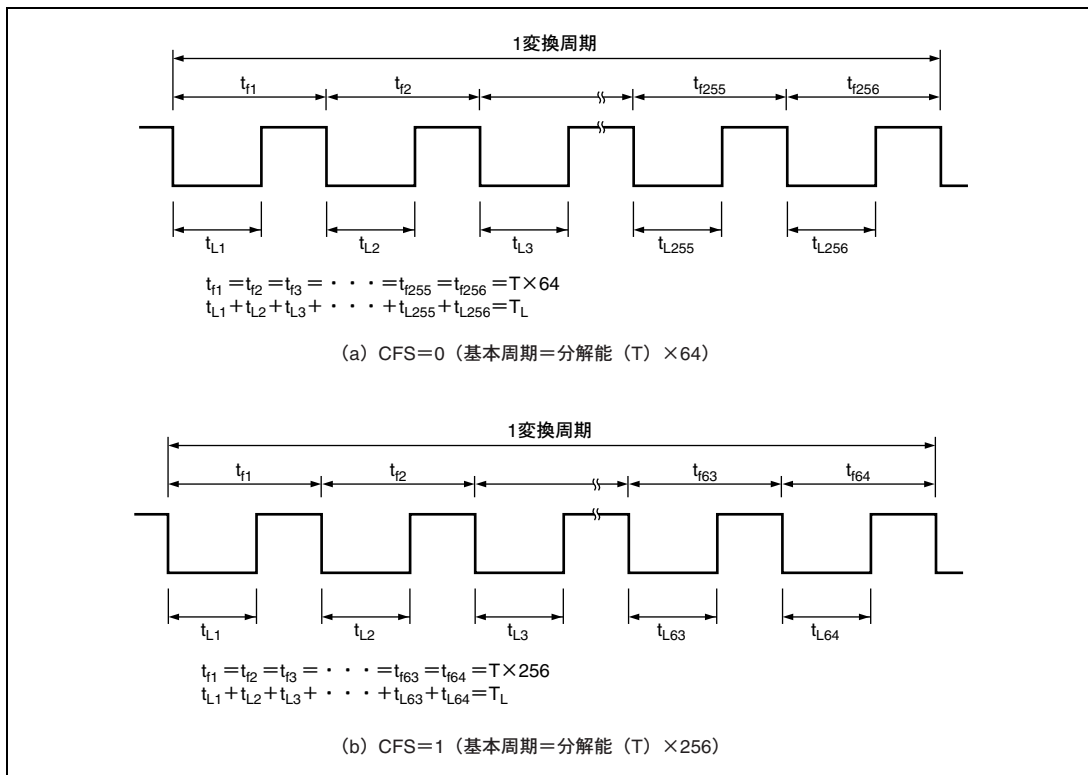 1変換周期
tf1 tf2 tf255 tf256
tL1 tL2 tL3 tL255 tL256
tf1=tf2=tf3=・・・=tf255=tf256=T×64
tL1+tL2+tL3+・・・+tL255+tL256=TL
(a) CFS=0(基本周期=分解能(T)×64)
1変換周期
tf1 tf2 tf63 tf64
tL1 tL2 tL3 tL63 tL64
tf1=tf2=tf3=・・・=tf63=tf64=T×256
tL1+tL2+tL3+・・・+tL63+tL64=TL
(b) CFS=1(基本周期=分解能(T)×256)